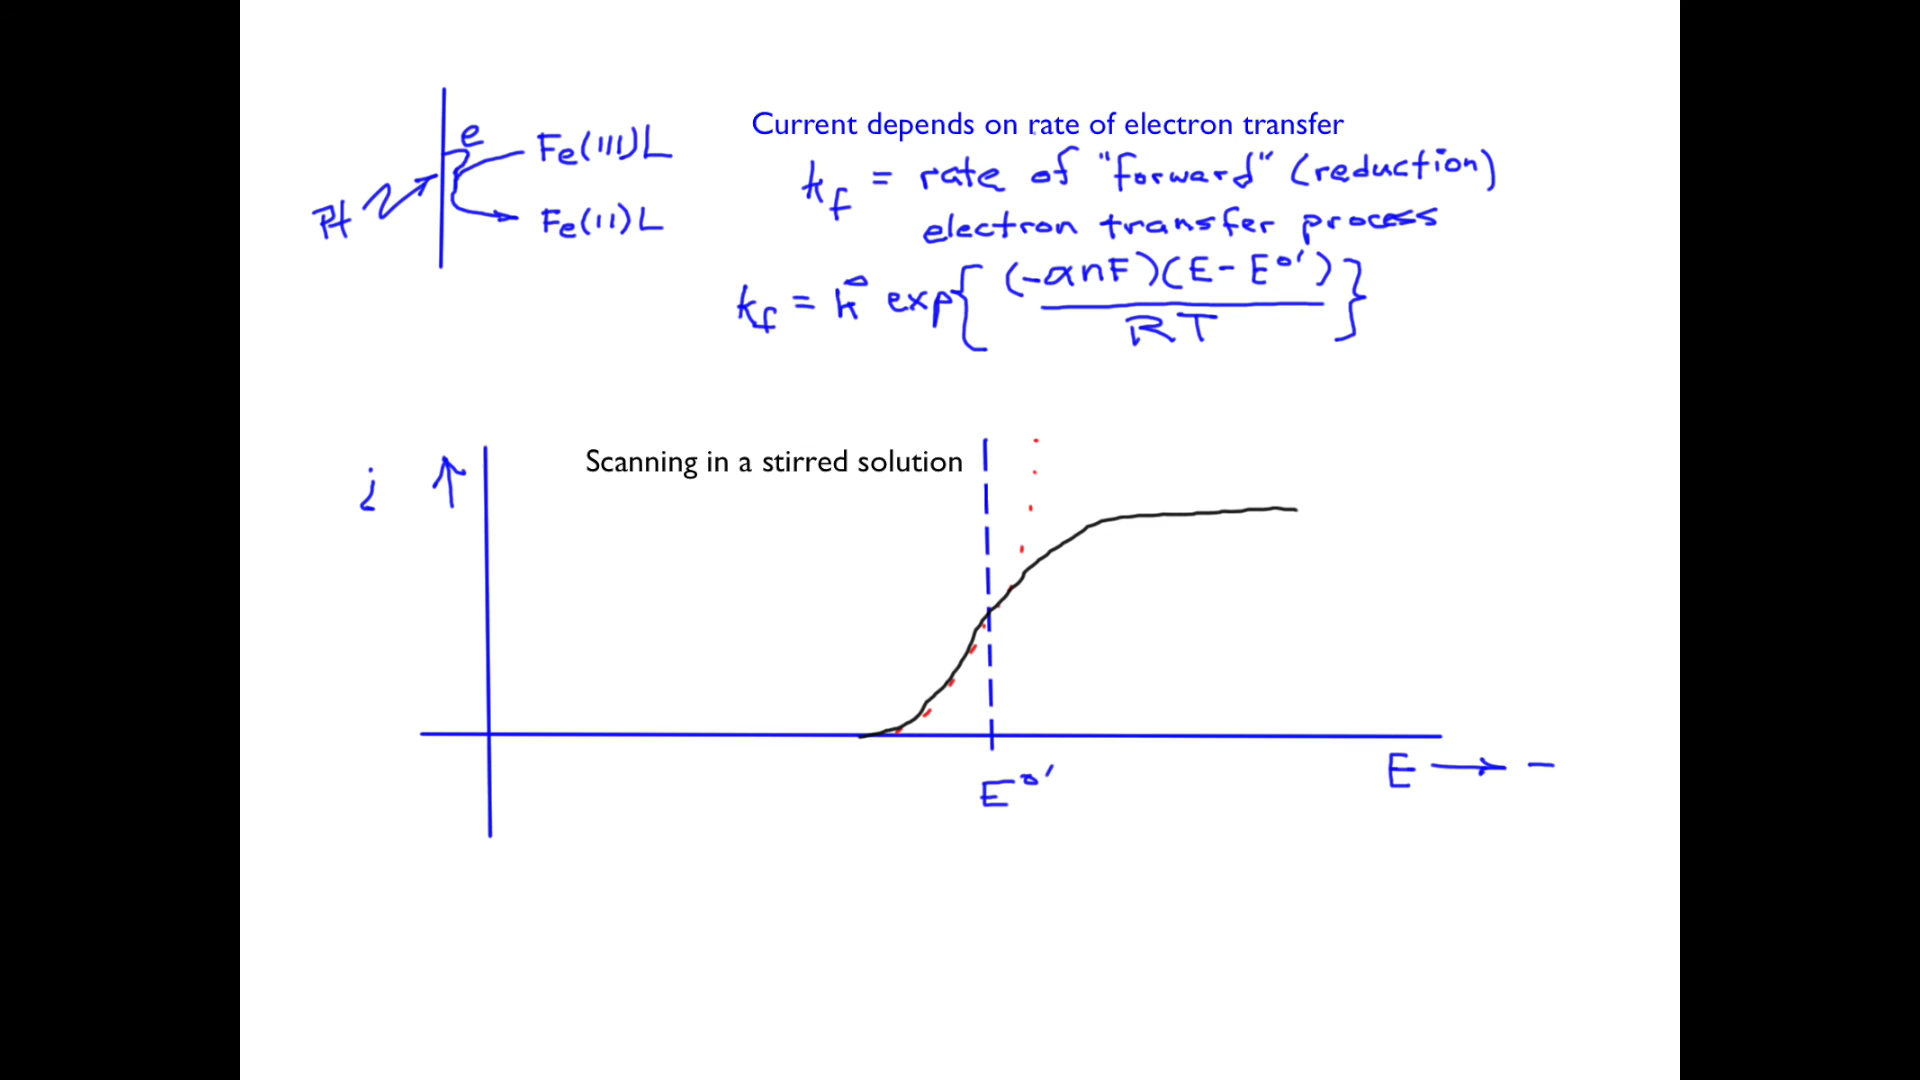 Current depends on rate of electron transfer
e
Fe(III)L
Pt
Fe(II)L
kf = rate of "forward" (reduction)
electron transfer process
kf = k° exp{ (-αnF)(E - E°′) / RT }
i ↑
Scanning in a stirred solution
E°′
E → −